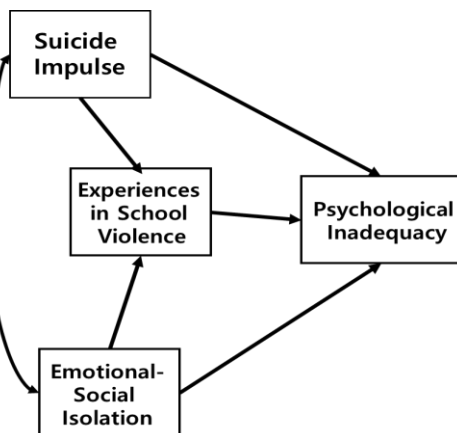 Suicide
Impulse
Experiences
in School
Violence
Psychological
Inadequacy
Emotional-
Social
Isolation